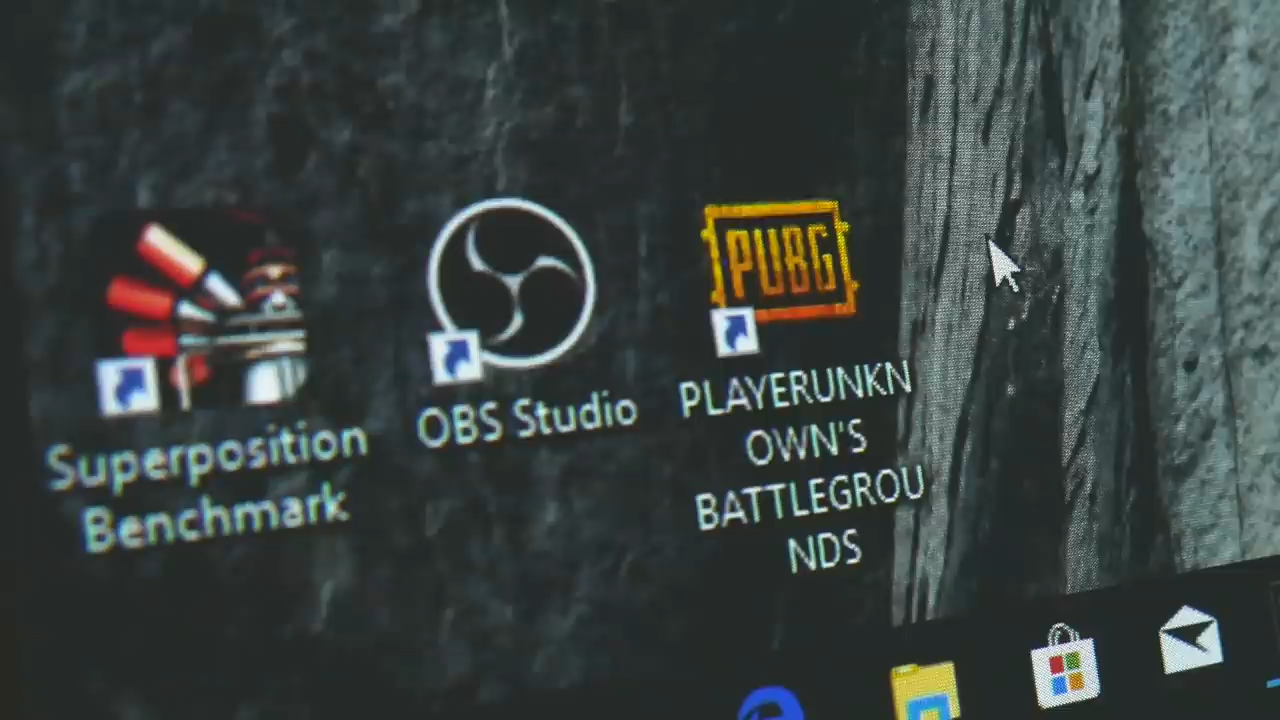 PUBG
Superposition
Benchmark
OBS Studio
PLAYERUNKN
OWN'S
BATTLEGROU
NDS